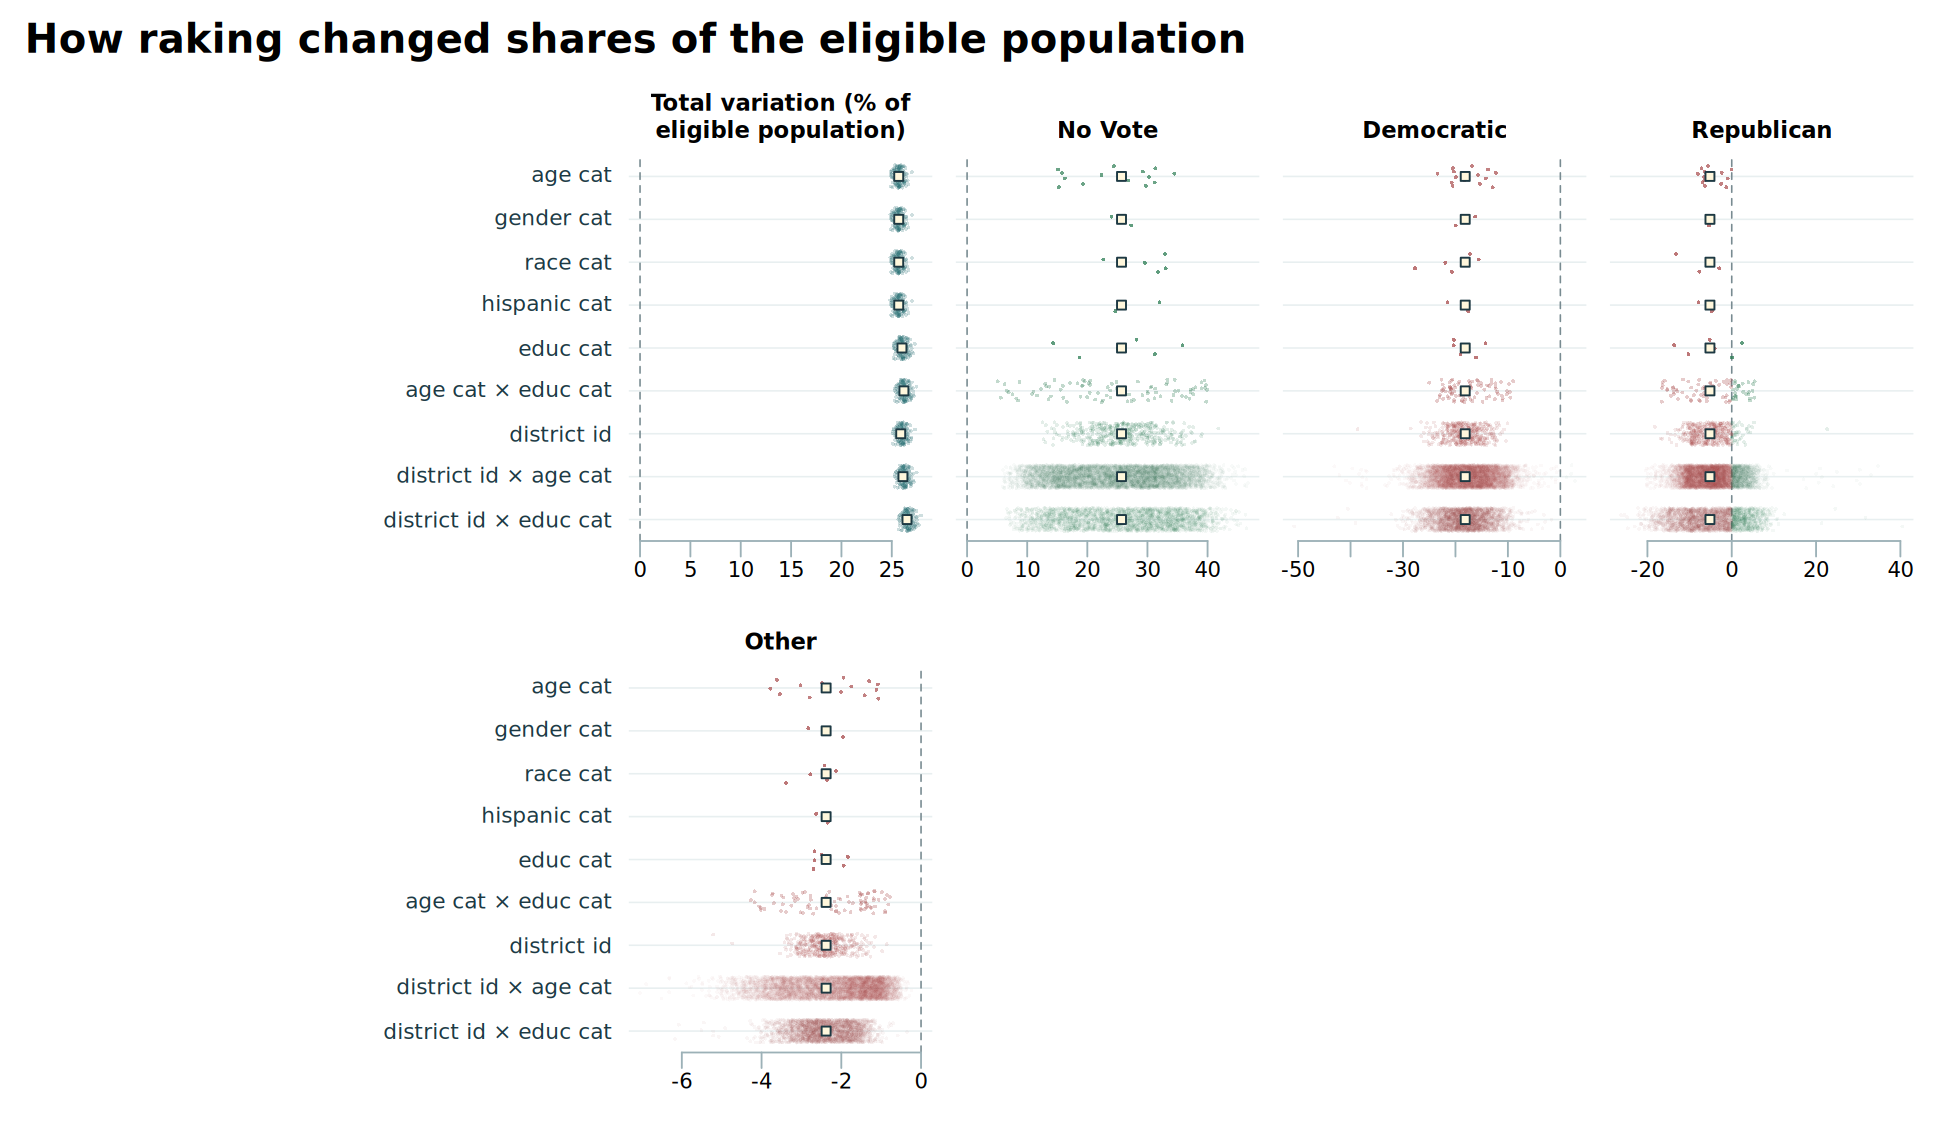 How raking changed shares of the eligible population
Total variation (% of
eligible population)
No Vote
Democratic
Republican
age cat
gender cat
race cat
hispanic cat
educ cat
age cat × educ cat
district id
district id × age cat
district id × educ cat
0 5 10 15 20 25
0 10 20 30 40
-50 -30 -10 0
-20 0 20 40
Other
age cat
gender cat
race cat
hispanic cat
educ cat
age cat × educ cat
district id
district id × age cat
district id × educ cat
-6 -4 -2 0